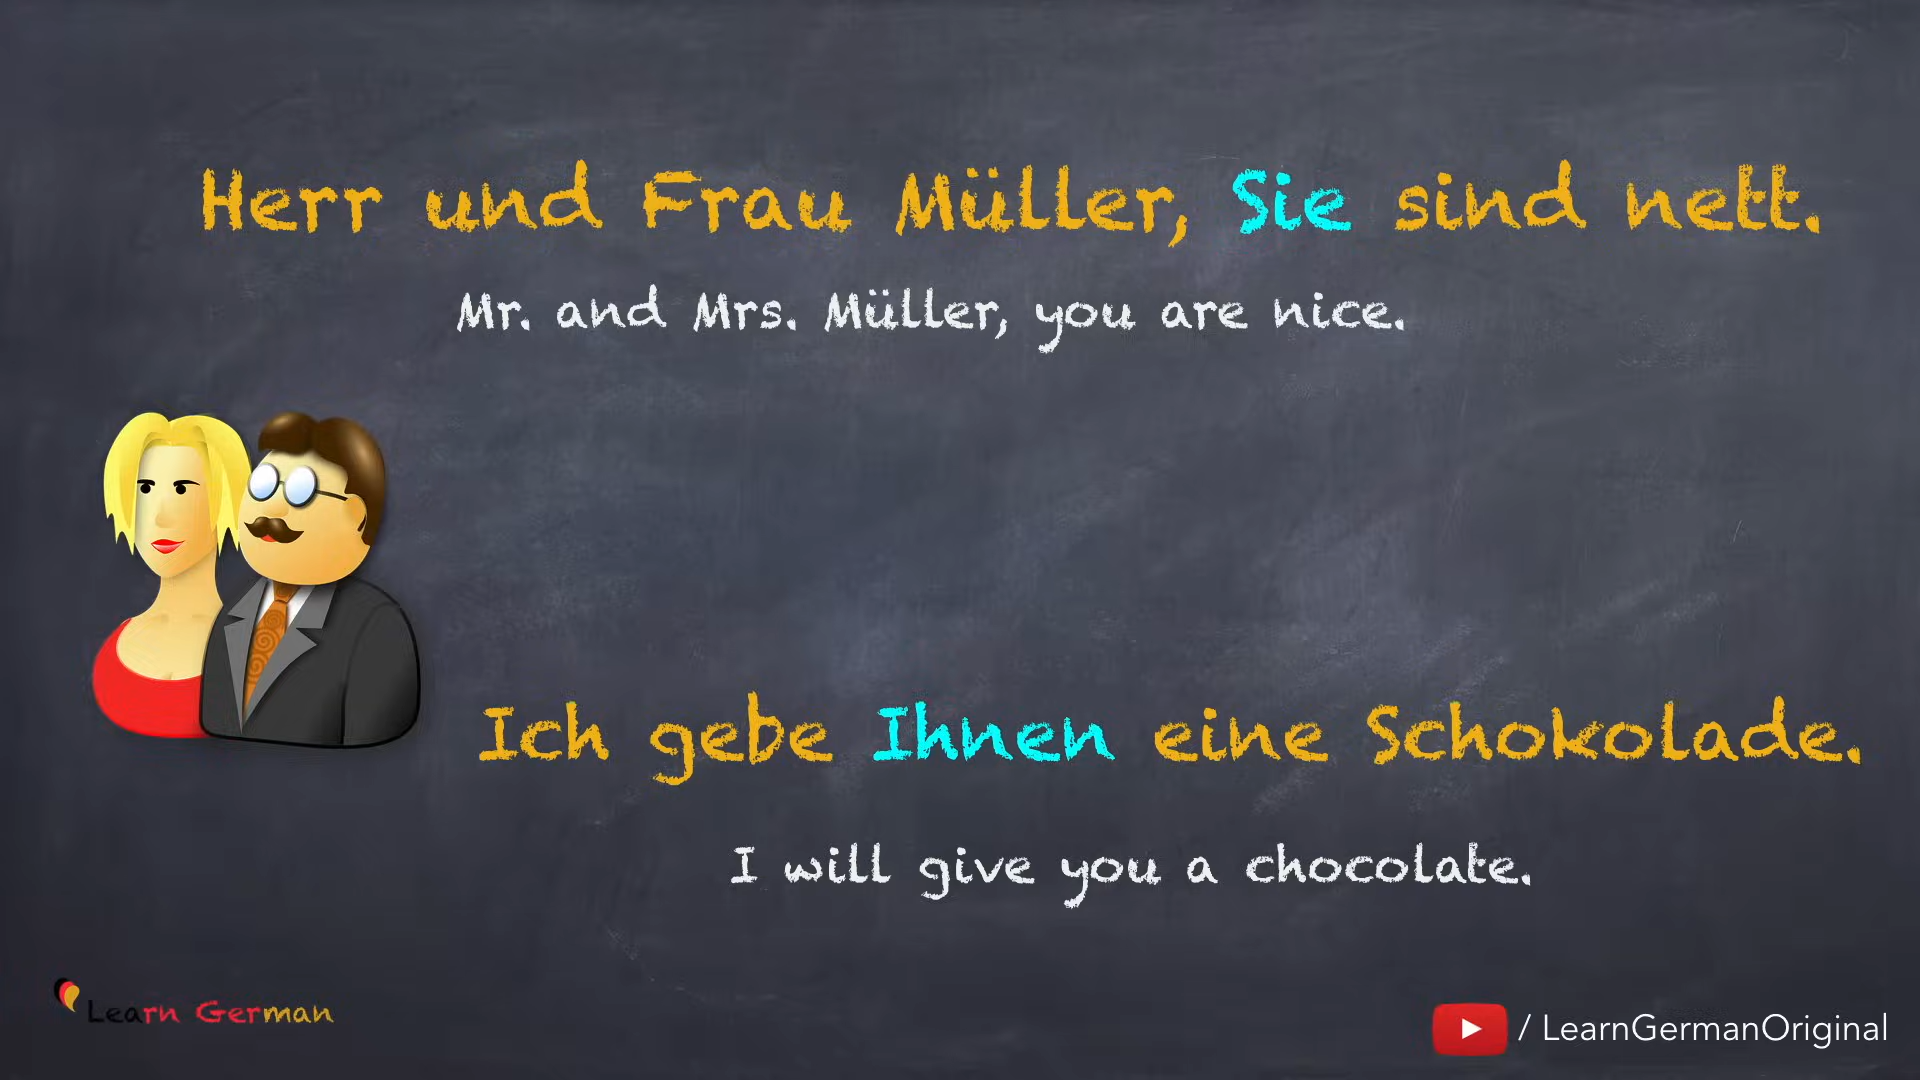 Herr und Frau Müller, Sie sind nett.
Mr. and Mrs. Müller, you are nice.
Ich gebe Ihnen eine Schokolade.
I will give you a chocolate.
Learn German
/ LearnGermanOriginal